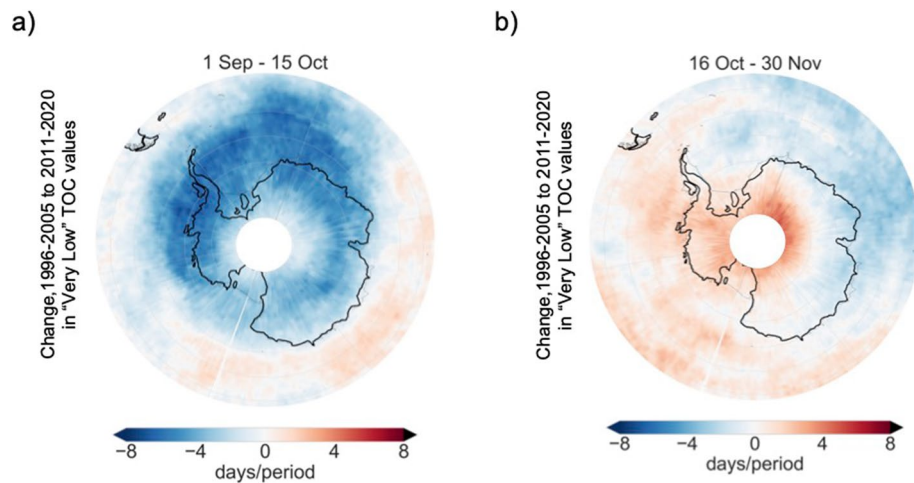 a)
1 Sep - 15 Oct
Change,1996-2005 to 2011-2020
in “Very Low” TOC values
−8 −4 0 4 8
days/period
b)
16 Oct - 30 Nov
Change,1996-2005 to 2011-2020
in “Very Low” TOC values
−8 −4 0 4 8
days/period